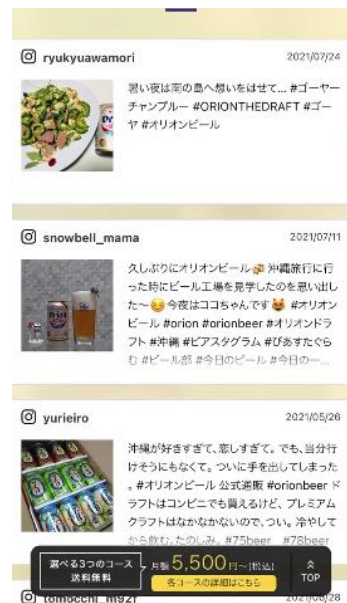 ryukyuawamori
2021/07/24
暑い夜は南の島へ想いをはせて... #ゴーヤー
チャンプルー #ORIONTHEDRAFT #ゴー
ヤ #オリオンビール
snowbell_mama
2021/07/11
久しぶりにオリオンビール🍻 沖縄旅行に行
った時にビール工場を見学したのを思い出し
た～😌 今夜はココちゃんです😺 #オリオン
ビール #orion #orionbeer #オリオンドラ
フト #沖縄 #ビアスタグラム #ぴあすたぐら
む #ビール部 #今日のビール #今日の一...
yurieiro
2021/05/26
沖縄が好きすぎて、恋しすぎて。でも、当分行
けそうにもなくて。ついに手を出してしまった
。#オリオンビール 公式通販 #orionbeer ド
ラフトはコンビニでも買えるけど、プレミアム
クラフトはなかなかないので、つい。冷やして
から飲む、たのしみ。#75beer #78beer
選べる3つのコース
送料無料
月額5,500円～[税込]
各コースの詳細はこちら
TOP
tomocchi_m92f
2021/06/28